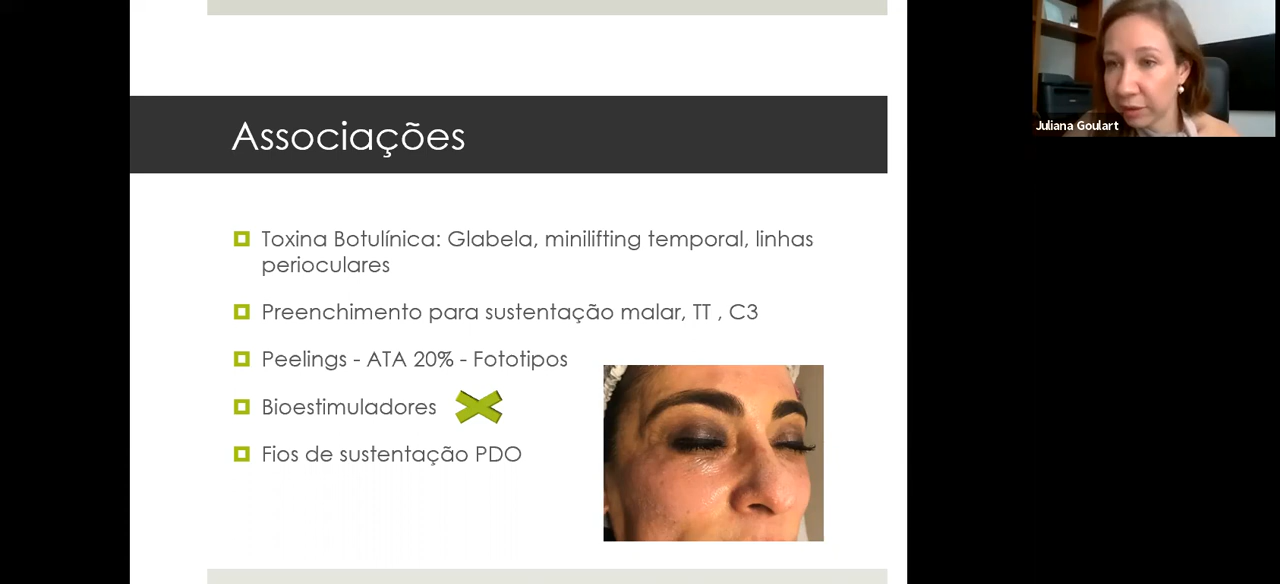 Associações
Toxina Botulínica: Glabela, minilifting temporal, linhas
perioculares
Preenchimento para sustentação malar, TT , C3
Peelings - ATA 20% - Fototipos
Bioestimuladores
Fios de sustentação PDO
Juliana Goulart